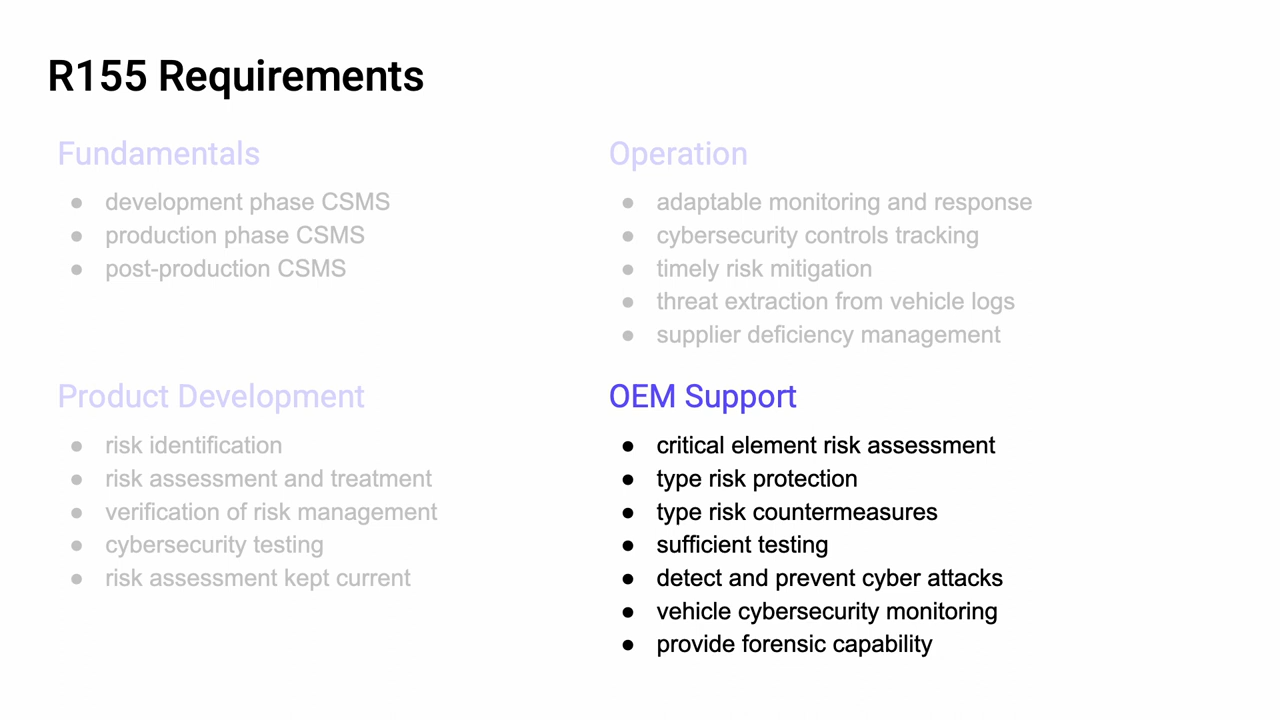 R155 Requirements
Fundamentals
● development phase CSMS
● production phase CSMS
● post-production CSMS
Operation
● adaptable monitoring and response
● cybersecurity controls tracking
● timely risk mitigation
● threat extraction from vehicle logs
● supplier deficiency management
Product Development
● risk identification
● risk assessment and treatment
● verification of risk management
● cybersecurity testing
● risk assessment kept current
OEM Support
● critical element risk assessment
● type risk protection
● type risk countermeasures
● sufficient testing
● detect and prevent cyber attacks
● vehicle cybersecurity monitoring
● provide forensic capability